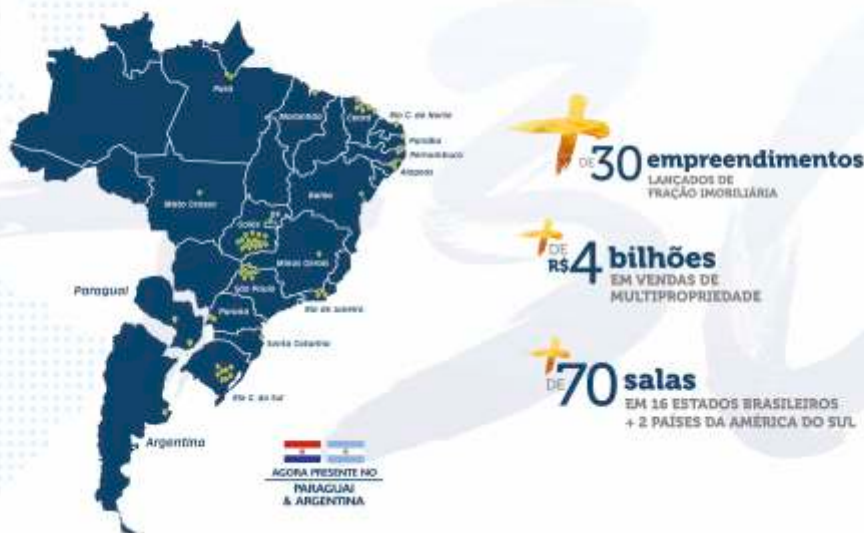 Pará
Maranhão
Ceará
Rio G. do Norte
Paraíba
Pernambuco
Alagoas
Bahia
Mato Grosso
Goiás
Minas Gerais
São Paulo
Rio de Janeiro
Paraguai
Paraná
Santa Catarina
Rio G. do Sul
Argentina
AGORA PRESENTE NO
PARAGUAI
& ARGENTINA
+ DE 30 empreendimentos
LANÇADOS DE
FRAÇÃO IMOBILIÁRIA
+ DE R$ 4 bilhões
EM VENDAS DE
MULTIPROPRIEDADE
+ DE 70 salas
EM 16 ESTADOS BRASILEIROS
+ 2 PAÍSES DA AMÉRICA DO SUL